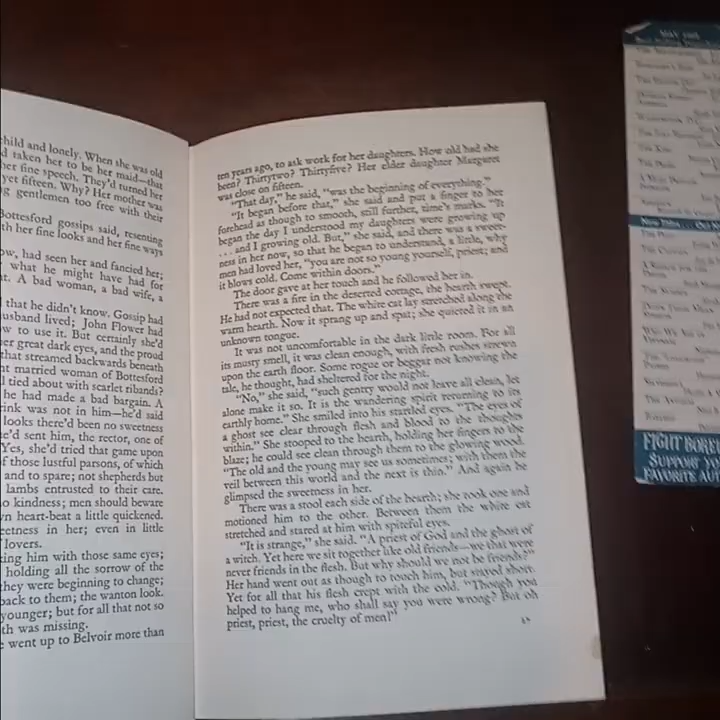 child and lonely. When she was old
d taken her to be her maid—that
her fine speech. They'd turned her
yet fifteen. Why? Her mother was
g gentlemen too free with their
Bottesford gossips said, resenting
th her fine looks and her fine ways
ow, had seen her and fancied her;
what he might have had for
t. A bad woman, a bad wife, a
l that he didn't know. Gossip had
usband lived; John Flower had
w to use it. But certainly she'd
er great dark eyes, and the proud
that streamed backwards beneath
t married woman of Bottesford
l tied about with scarlet ribands?
he had made a bad bargain. A
rink was not in him—he'd said
looks there'd been no sweetness
e'd sent him, the rector, one of
Yes, she'd tried that game upon
f those lustful parsons, of which
and to spare; not shepherds but
lambs entrusted to their care.
o kindness; men should beware
n heart-beat a little quickened.
eetness in her; even in little
lovers.
ing him with those same eyes;
holding all the sorrow of the
they were beginning to change;
back to them; the wanton look.
younger; but for all that not so
th was missing.
e went up to Belvoir more than
ten years ago, to ask work for her daughters. How old had she
been? Thirtytwo? Thirtyfive? Her elder daughter Margaret
was close on fifteen.
"That day," he said, "was the beginning of everything."
"It began before that," she said and put a finger to her
forehead as though to smooth, still further, time's marks. "It
began the day I understood my daughters were growing up
. . . and I growing old. But," she said, and there was a sweet-
ness in her now, so that he began to understand, a little, why
men had loved her, "you are not so young yourself, priest; and
it blows cold. Come within doors."
The door gave at her touch and he followed her in.
There was a fire in the deserted cottage, the hearth swept.
He had not expected that. The white cat lay stretched along the
warm hearth. Now it sprang up and spat; she quieted it in an
unknown tongue.
It was not uncomfortable in the dark little room. For all
its musty smell, it was clean enough, with fresh rushes strewn
upon the earth floor. Some rogue or beggar not knowing the
tale, he thought, had sheltered for the night.
"No," she said, "such gentry would not leave all clean, let
alone make it so. It is the wandering spirit returning to its
earthly home." She smiled into his startled eyes. "The eyes of
a ghost see clear through flesh and blood to the thoughts
within." She stooped to the hearth, holding her fingers to the
blaze; he could see clean through them to the glowing wood.
"The old and the young may see us sometimes; with them the
veil between this world and the next is thin." And again he
glimpsed the sweetness in her.
There was a stool each side of the hearth; she took one and
motioned him to the other. Between them the white cat
stretched and stared at him with spiteful eyes.
"It is strange," she said. "A priest of God and the ghost of
a witch. Yet here we sit together like old friends—we that were
never friends in the flesh. But why should we not be friends?"
Her hand went out as though to touch him, but stayed short.
Yet for all that his flesh crept with the cold. "Though you
helped to hang me, who shall say you were wrong? But oh
priest, priest, the cruelty of men!"
FIGHT BORE
SUPPORT YO
FAVORITE AU